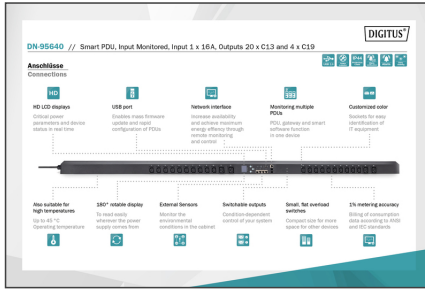 DIGITUS®
DN-95640 // Smart PDU, Input Monitored, Input 1 x 16A, Outputs 20 x C13 and 4 x C19
Anschlüsse
Connections
HD
HD LCD displays
Critical power
parameters and device
status in real time
USB port
Enables mass firmware
update and rapid
configuration of PDUs
Network interface
Increase availability
and achieve maximum
energy effiency through
remote monitoring
and control
Monitoring multiple
PDUs
PDU, gateway and smart
software function
in one device
Customized color
Sockets for easy
identification of
IT equipment
Also suitable for
high temperatures
Up to 45 °C
Operating temperature
180° rotable display
To read easily
wherever the power
supply comes from
External Sensors
Monitor the
environmental
conditions in the cabinet
Switchable outputs
Condition-dependent
control of your system
Small, flat overload
switches
Compact size for more
space for other devices
1% metering accuracy
Billing of consumption
data according to ANSI
and IEC standards